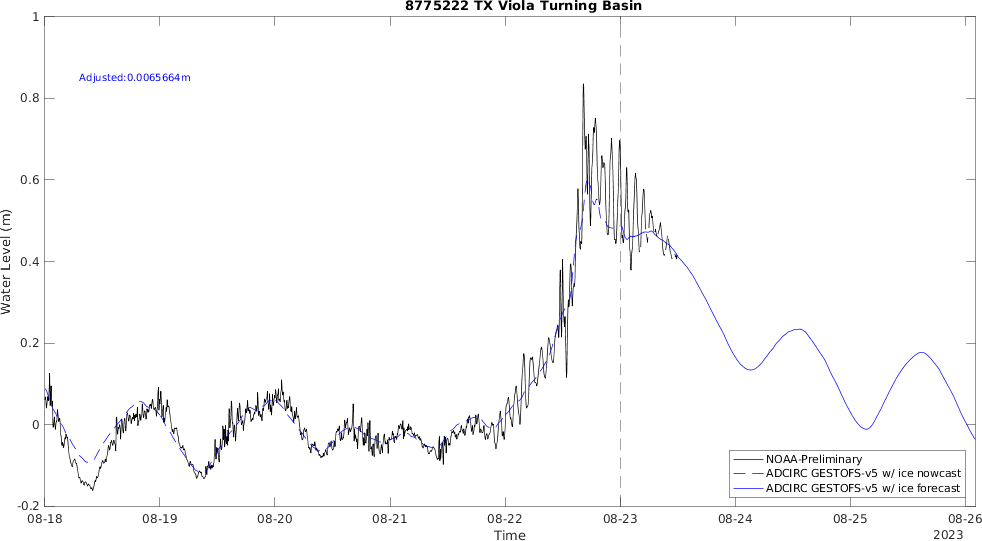 8775222 TX Viola Turning Basin
Adjusted:0.0065664m
Water Level (m)
1
0.8
0.6
0.4
0.2
0
-0.2
NOAA-Preliminary
ADCIRC GESTOFS-v5 w/ ice nowcast
ADCIRC GESTOFS-v5 w/ ice forecast
08-18 08-19 08-20 08-21 08-22 08-23 08-24 08-25 08-26
Time
2023